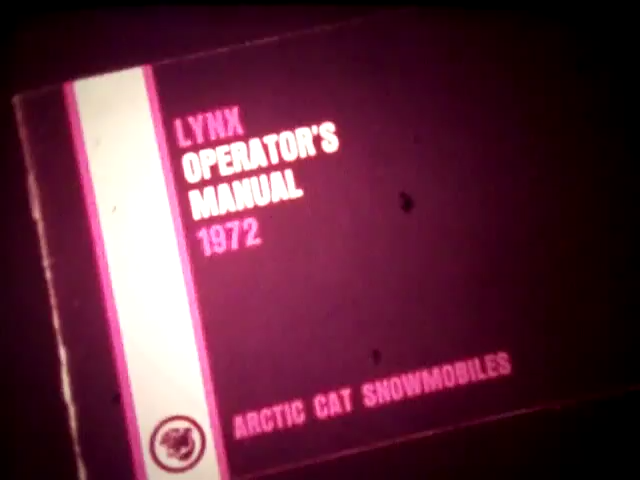 LYNX
OPERATOR'S
MANUAL
1972
ARCTIC CAT SNOWMOBILES